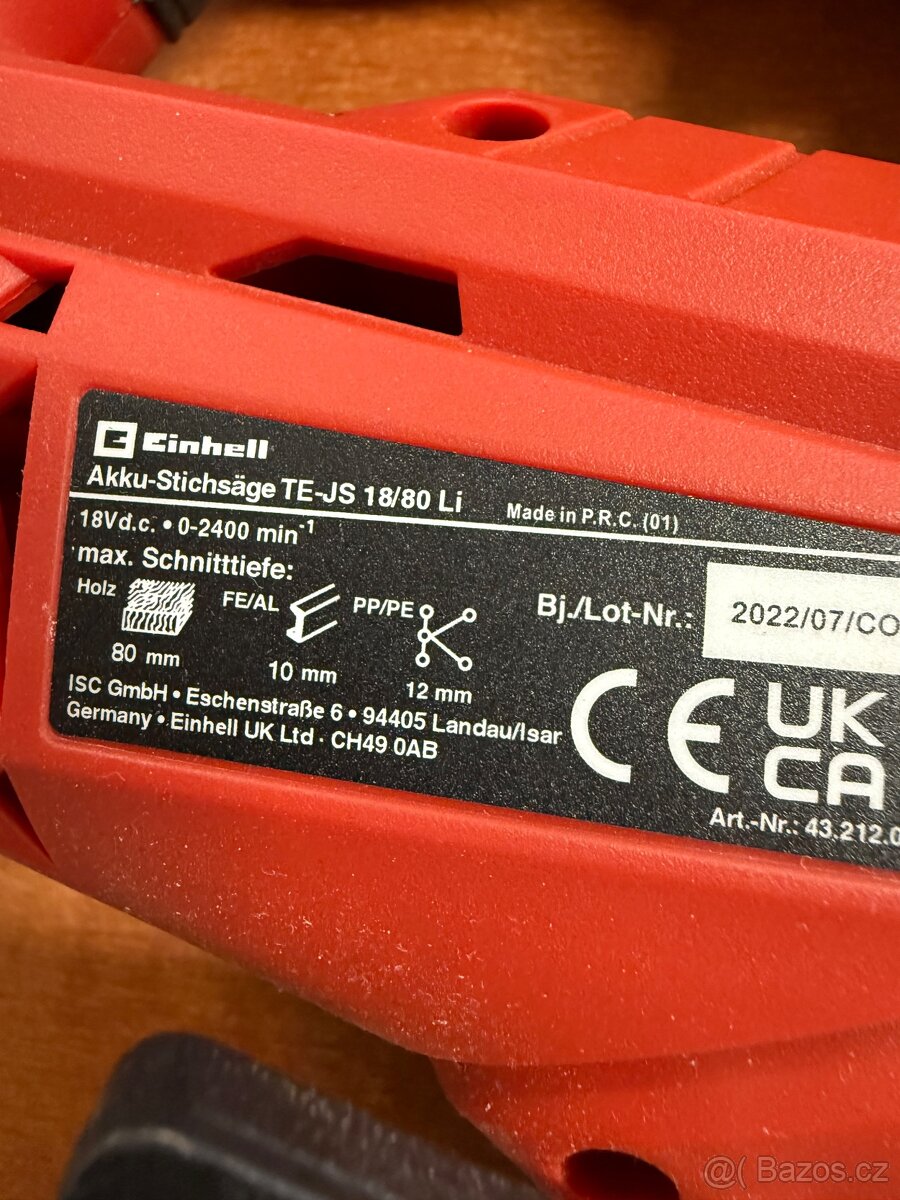 Einhell
Akku-Stichsäge TE-JS 18/80 Li
Made in P.R.C. (01)
18Vd.c. • 0-2400 min-1
max. Schnitttiefe:
Holz
80 mm
FE/AL
10 mm
PP/PE
12 mm
Bj./Lot-Nr.:
2022/07/CO
ISC GmbH • Eschenstraße 6 • 94405 Landau/Isar
Germany • Einhell UK Ltd · CH49 0AB
CE
UK
CA
Art.-Nr.: 43.212.0
@( Bazos.cz